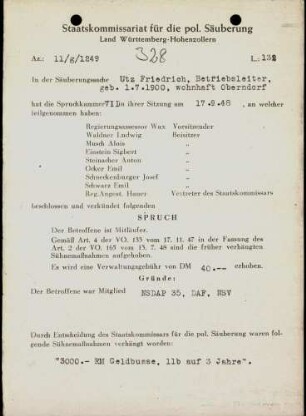 Staatskommissariat für die pol. Säuberung
Land Württemberg-Hohenzollern
Az.: 11/g/1249 328 L. 132
In der Säuberungssache Utz Friedrich, Betriebsleiter,
geb. 1.7.1900, wohnhaft Oberndorf
hat die Spruchkammer VII in ihrer Sitzung am 17.9.48, an welcher
teilgenommen haben:
Regierungsassessor Wax Vorsitzender
Waldner Ludwig Beisitzer
Musch Alois „
Einstein Sigbert „
Steinacher Anton „
Ocker Emil „
Schneckenburger Josef „
Schwarz Emil „
Reg.Angest. Hauer Vertreter des Staatskommissars
beschlossen und verkündet folgenden
SPRUCH
Der Betroffene ist Mitläufer.
Gemäß Art. 4 der VO. 133 vom 17. 11. 47 in der Fassung des
Art. 2 der VO. 165 vom 13. 7. 48 sind die früher verhängten
Sühnemaßnahmen aufgehoben.
Es wird eine Verwaltungsgebühr von DM 40.-- erhoben.
Gründe:
Der Betroffene war Mitglied NSDAP 35, DAF, NSV
Durch Entscheidung des Staatskommissars für die pol. Säuberung waren fol-
gende Sühnemaßnahmen verhängt worden:
"3000.- RM Geldbusse, 11b auf 3 Jahre".